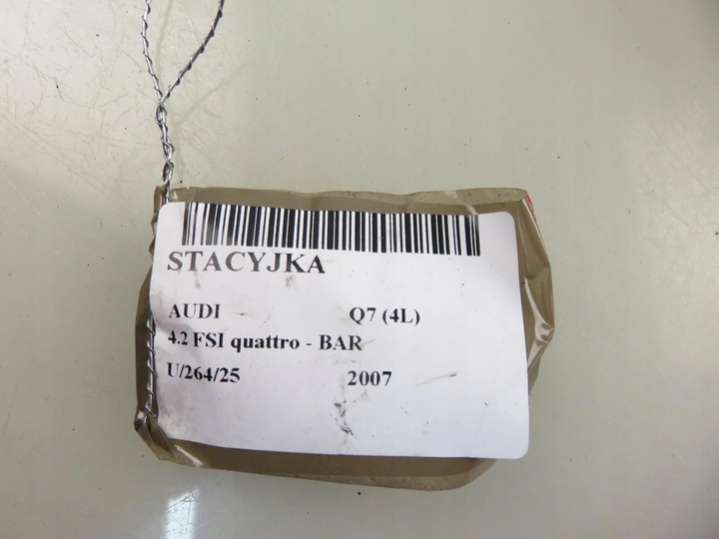 STACYJKA
AUDI Q7 (4L)
4.2 FSI quattro - BAR
U/264/25 2007